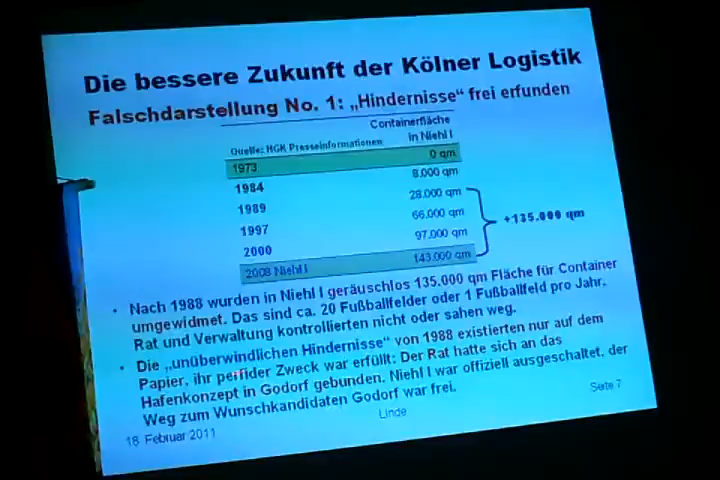 Die bessere Zukunft der Kölner Logistik
Falschdarstellung No. 1: „Hindernisse“ frei erfunden
Quelle: HGK Presseinformationen Containerfläche in Niehl I
1973 0 qm
1984 8.000 qm
1989 28.000 qm
1997 66.000 qm
2000 97.000 qm
2008 Niehl I 143.000 qm
+135.000 qm
• Nach 1988 wurden in Niehl I geräuschlos 135.000 qm Fläche für Container
umgewidmet. Das sind ca. 20 Fußballfelder oder 1 Fußballfeld pro Jahr.
Rat und Verwaltung kontrollierten nicht oder sahen weg.
• Die „unüberwindlichen Hindernisse“ von 1988 existierten nur auf dem
Papier, ihr perfider Zweck war erfüllt: Der Rat hatte sich an das
Hafenkonzept in Godorf gebunden. Niehl I war offiziell ausgeschaltet, der
Weg zum Wunschkandidaten Godorf war frei.
18 Februar 2011 Linde Seite 7